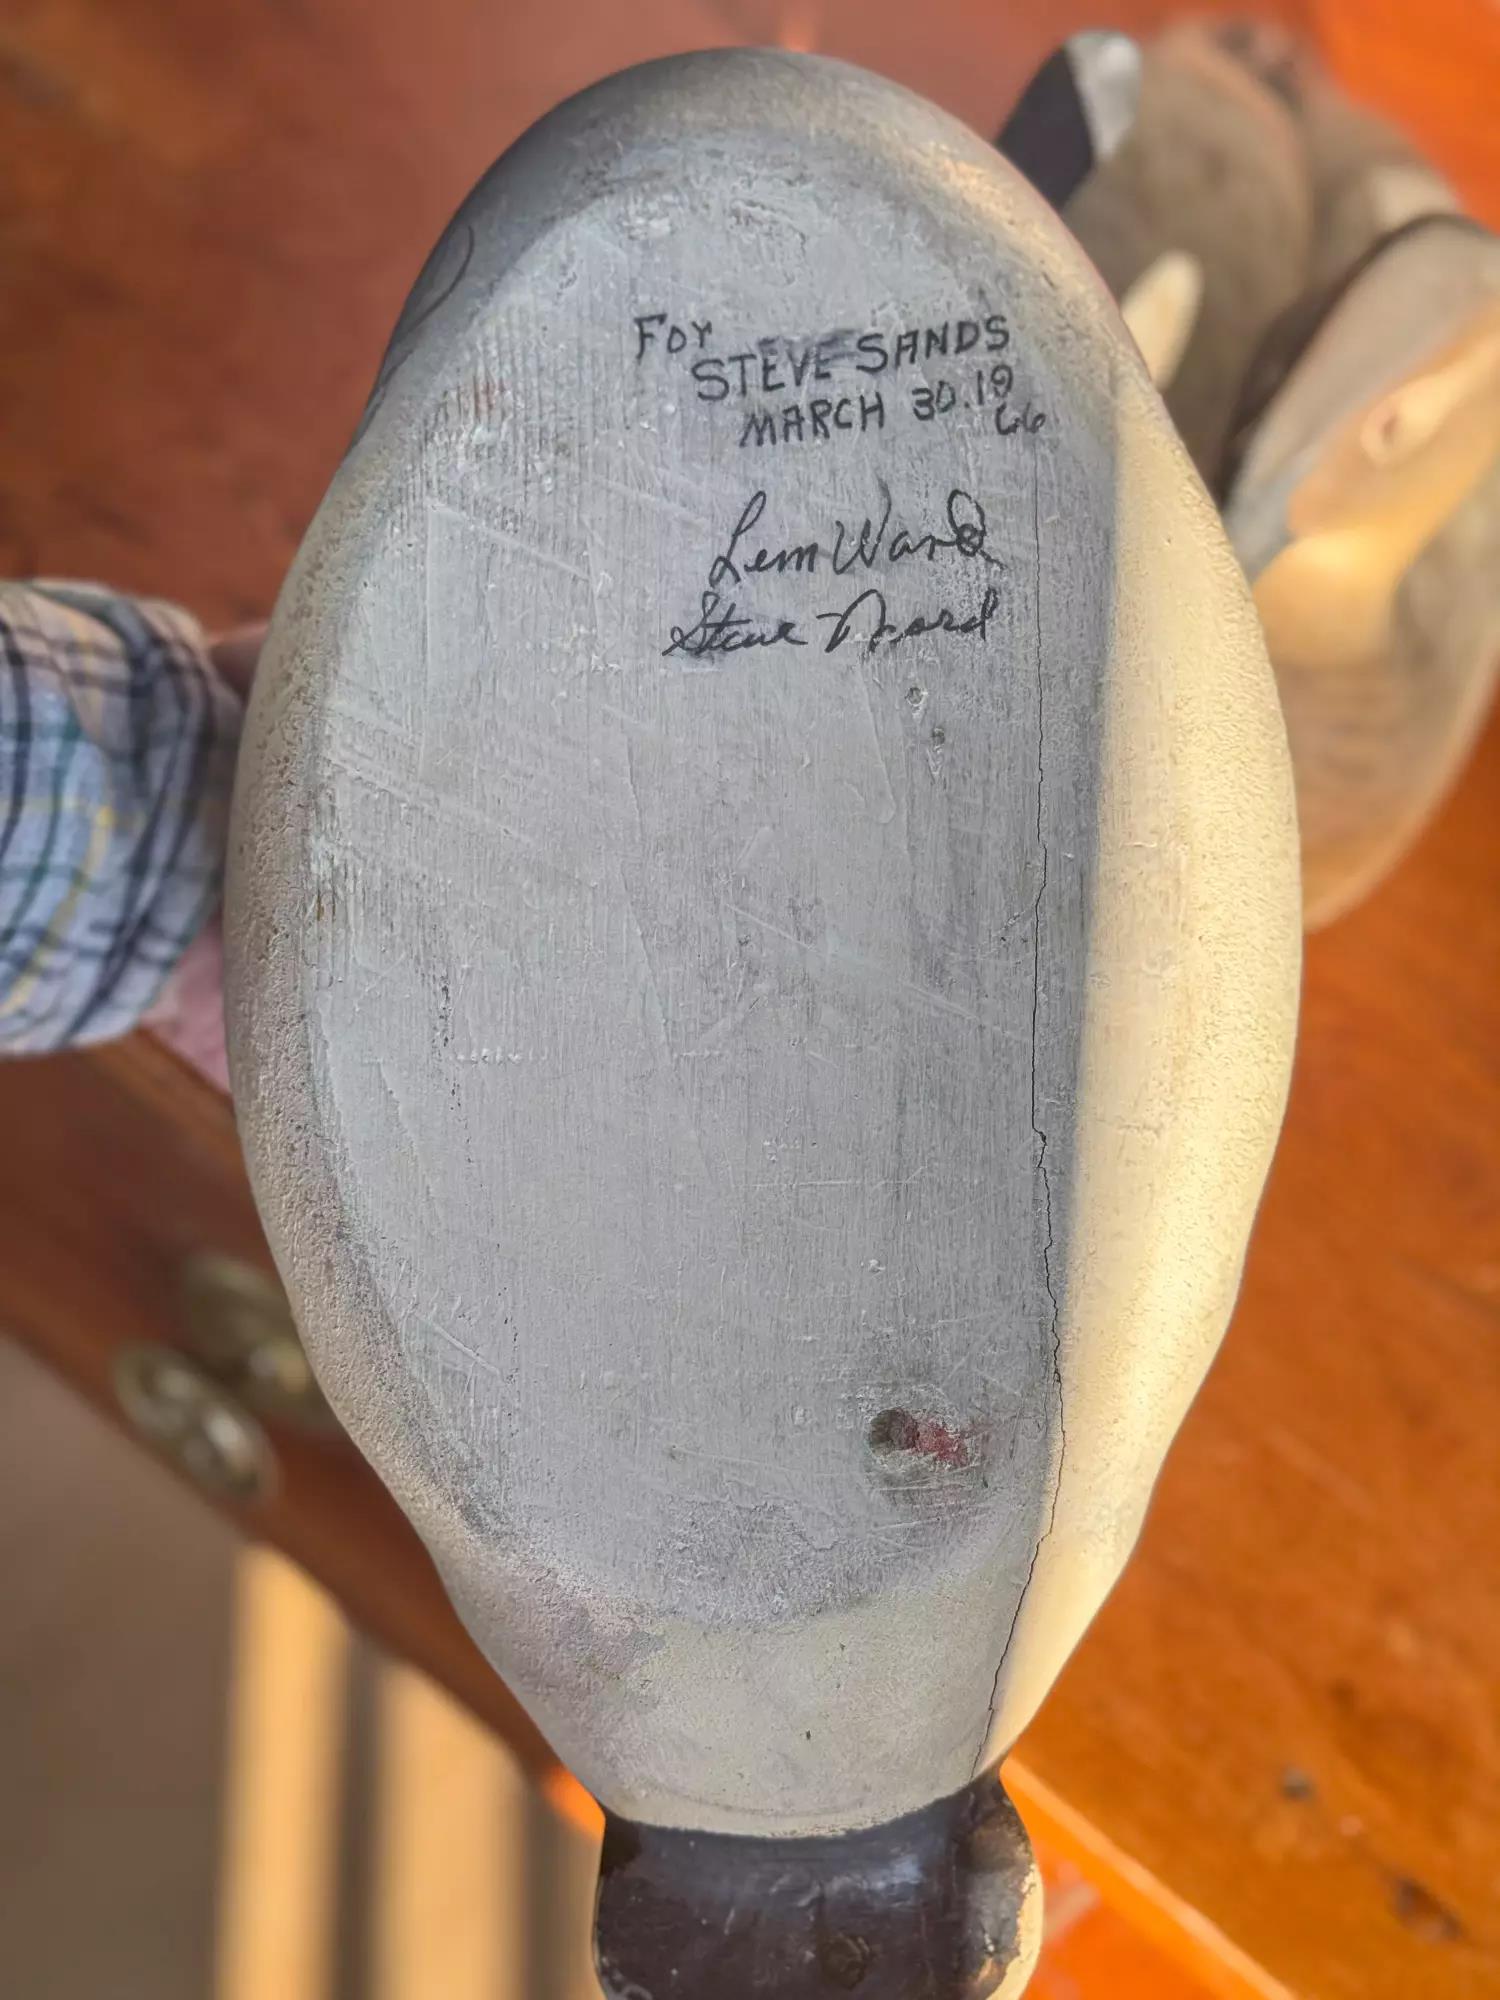 For
STEVE SANDS
MARCH 30.19
66
Lem Ward
Steve Ward